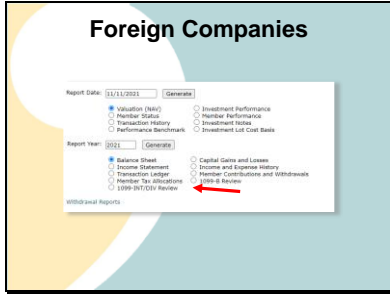 Foreign Companies
Report Date: 11/11/2021 Generate
Valuation (NAV) Investment Performance
Member Status Member Performance
Transaction History Investment Notes
Performance Benchmark Investment Lot Cost Basis
Report Year: 2021 Generate
Balance Sheet Capital Gains and Losses
Income Statement Income and Expense History
Transaction Ledger Member Contributions and Withdrawals
Member Tax Allocations 1099-B Review
1099-INT/DIV Review
Withdrawal Reports